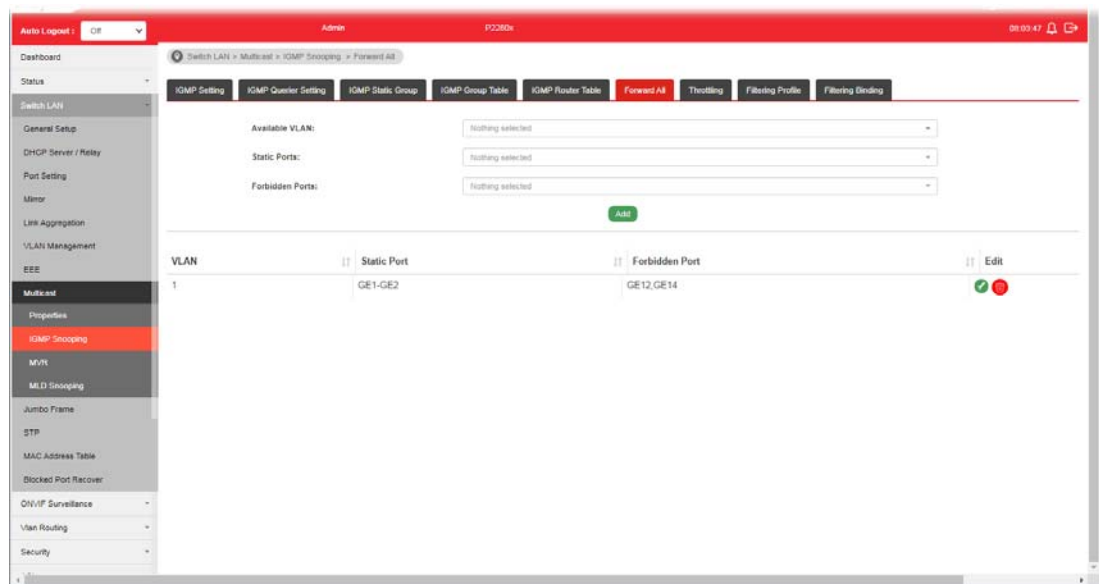 Auto Logout : Off
Admin
P2280x
08:03:47
Dashboard
Status
Switch LAN
General Setup
DHCP Server / Relay
Port Setting
Mirror
Link Aggregation
VLAN Management
EEE
Multicast
Properties
IGMP Snooping
MVR
MLD Snooping
Jumbo Frame
STP
MAC Address Table
Blocked Port Recover
ONVIF Surveillance
Vlan Routing
Security
Switch LAN > Multicast > IGMP Snooping > Forward All
IGMP Setting IGMP Querier Setting IGMP Static Group IGMP Group Table IGMP Router Table Forward All Throttling Filtering Profile Filtering Binding
Available VLAN: Nothing selected
Static Ports: Nothing selected
Forbidden Ports: Nothing selected
Add
VLAN Static Port Forbidden Port Edit
1 GE1-GE2 GE12,GE14